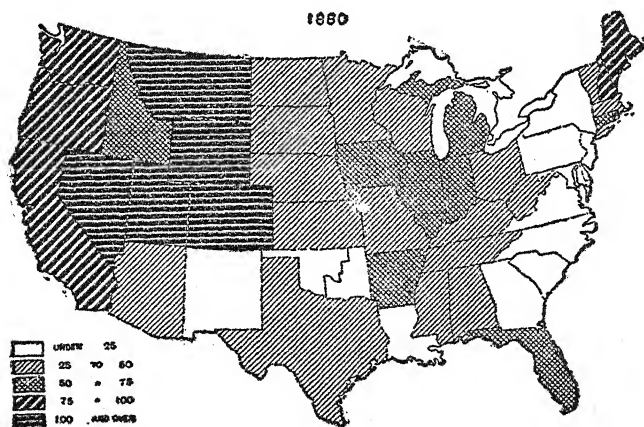 1880
UNDER 25
25 TO 50
50 " 75
75 " 100
100 AND OVER